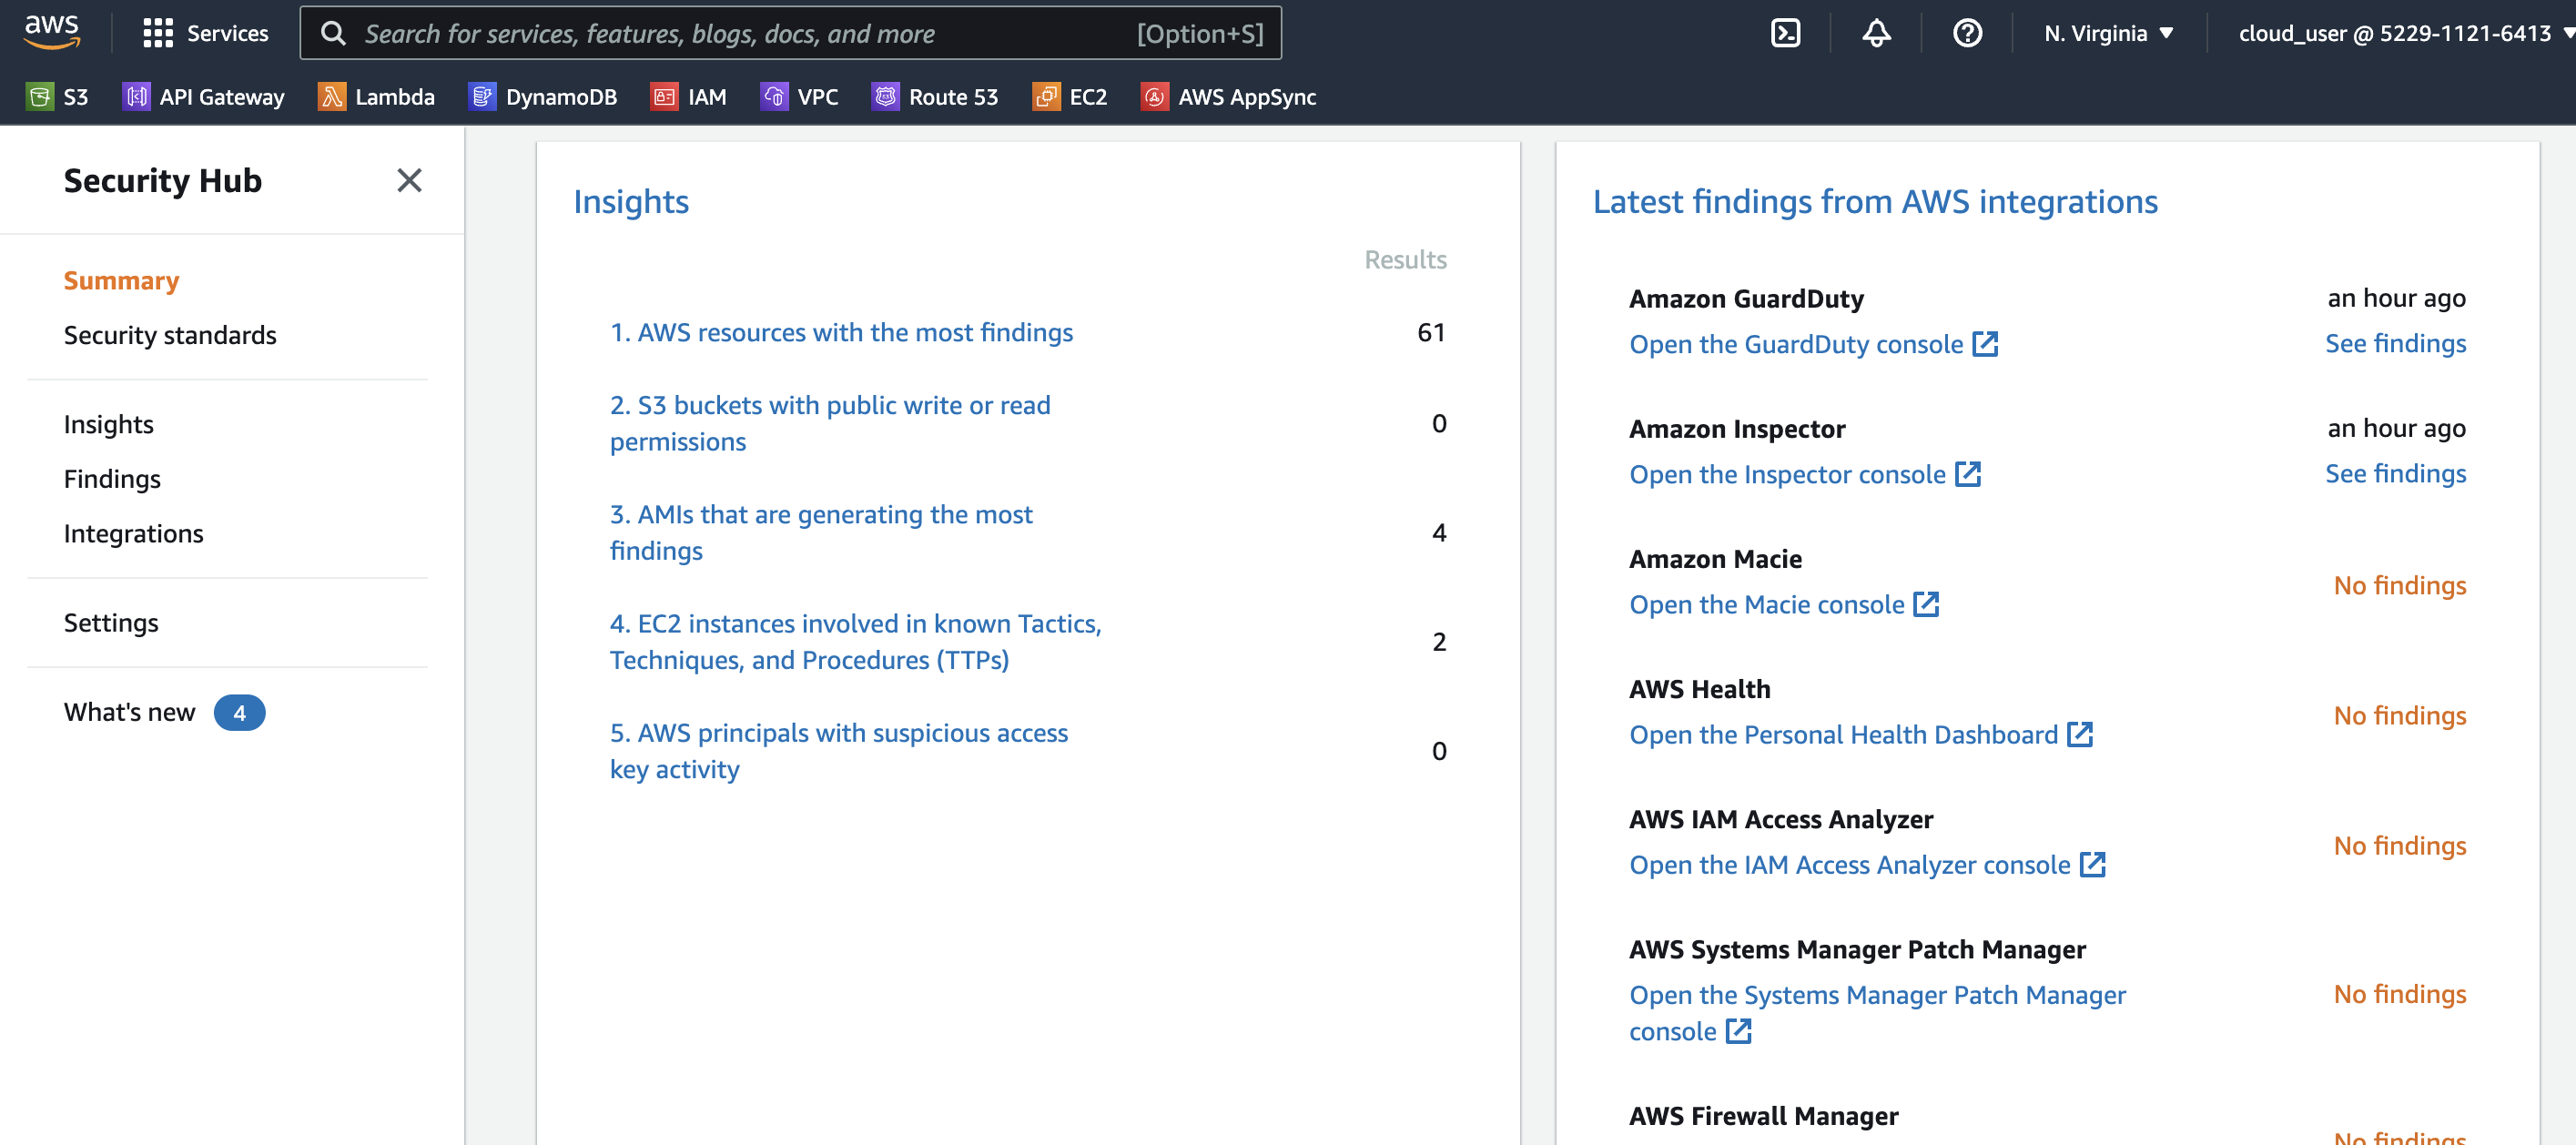 aws
Services
Search for services, features, blogs, docs, and more
[Option+S]
N. Virginia
cloud_user @ 5229-1121-6413
S3
API Gateway
Lambda
DynamoDB
IAM
VPC
Route 53
EC2
AWS AppSync
Security Hub
Summary
Security standards
Insights
Findings
Integrations
Settings
What's new 4
Insights
Results
1. AWS resources with the most findings
61
2. S3 buckets with public write or read
permissions
0
3. AMIs that are generating the most
findings
4
4. EC2 instances involved in known Tactics,
Techniques, and Procedures (TTPs)
2
5. AWS principals with suspicious access
key activity
0
Latest findings from AWS integrations
Amazon GuardDuty
an hour ago
Open the GuardDuty console
See findings
Amazon Inspector
an hour ago
Open the Inspector console
See findings
Amazon Macie
Open the Macie console
No findings
AWS Health
Open the Personal Health Dashboard
No findings
AWS IAM Access Analyzer
Open the IAM Access Analyzer console
No findings
AWS Systems Manager Patch Manager
Open the Systems Manager Patch Manager
console
No findings
AWS Firewall Manager
No findings